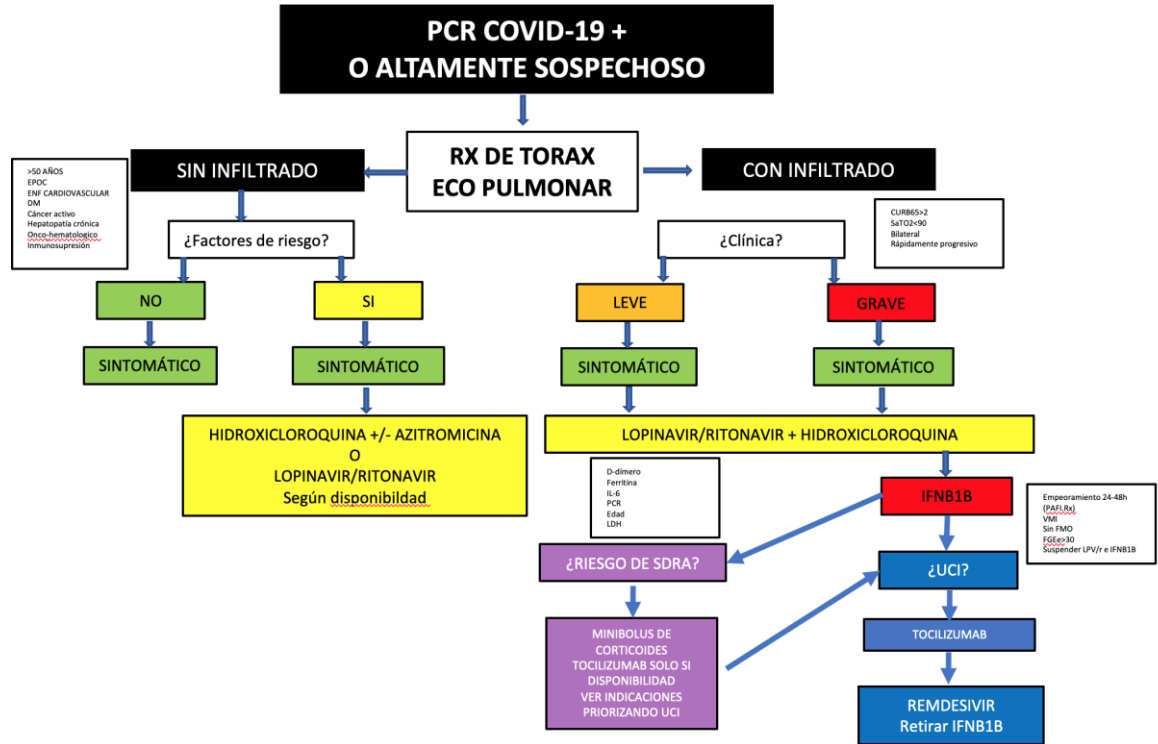 PCR COVID-19 +
O ALTAMENTE SOSPECHOSO
RX DE TORAX
ECO PULMONAR
SIN INFILTRADO
CON INFILTRADO
>50 AÑOS
EPOC
ENF CARDIOVASCULAR
DM
Cáncer activo
Hepatopatía crónica
Onco-hematologico
Inmunosupresión
CURB65>2
SaTO2<90
Bilateral
Rápidamente progresivo
¿Factores de riesgo?
¿Clínica?
NO
SI
LEVE
GRAVE
SINTOMÁTICO
SINTOMÁTICO
SINTOMÁTICO
SINTOMÁTICO
HIDROXICLOROQUINA +/- AZITROMICINA
O
LOPINAVIR/RITONAVIR
Según disponibildad
LOPINAVIR/RITONAVIR + HIDROXICLOROQUINA
D-dímero
Ferritina
IL-6
PCR
Edad
LDH
IFNB1B
Empeoramiento 24-48h
(PAFI,Rx)
VMI
Sin FMO
FGEe>30
Suspender LPV/r e IFNB1B
¿RIESGO DE SDRA?
¿UCI?
MINIBOLUS DE
CORTICOIDES
TOCILIZUMAB SOLO SI
DISPONIBILIDAD
VER INDICACIONES
PRIORIZANDO UCI
TOCILIZUMAB
REMDESIVIR
Retirar IFNB1B